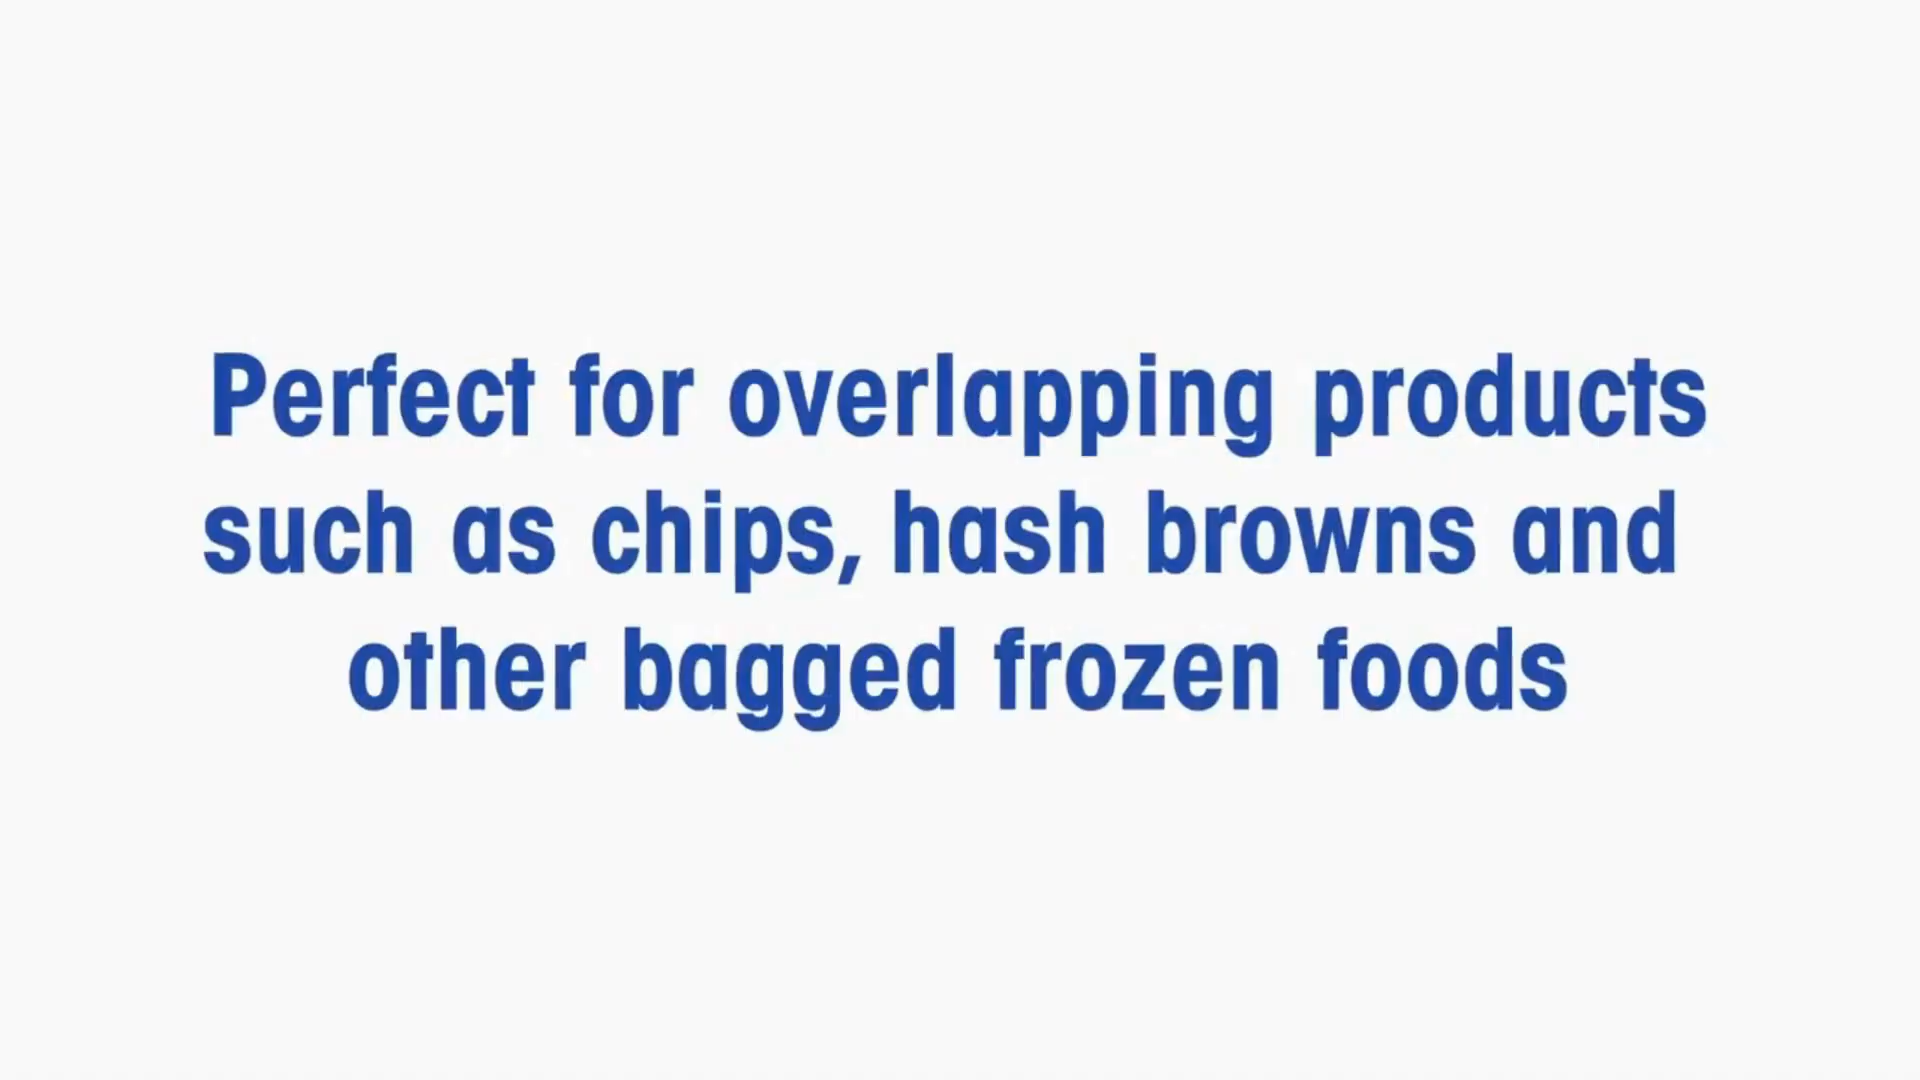 Perfect for overlapping products
such as chips, hash browns and
other bagged frozen foods